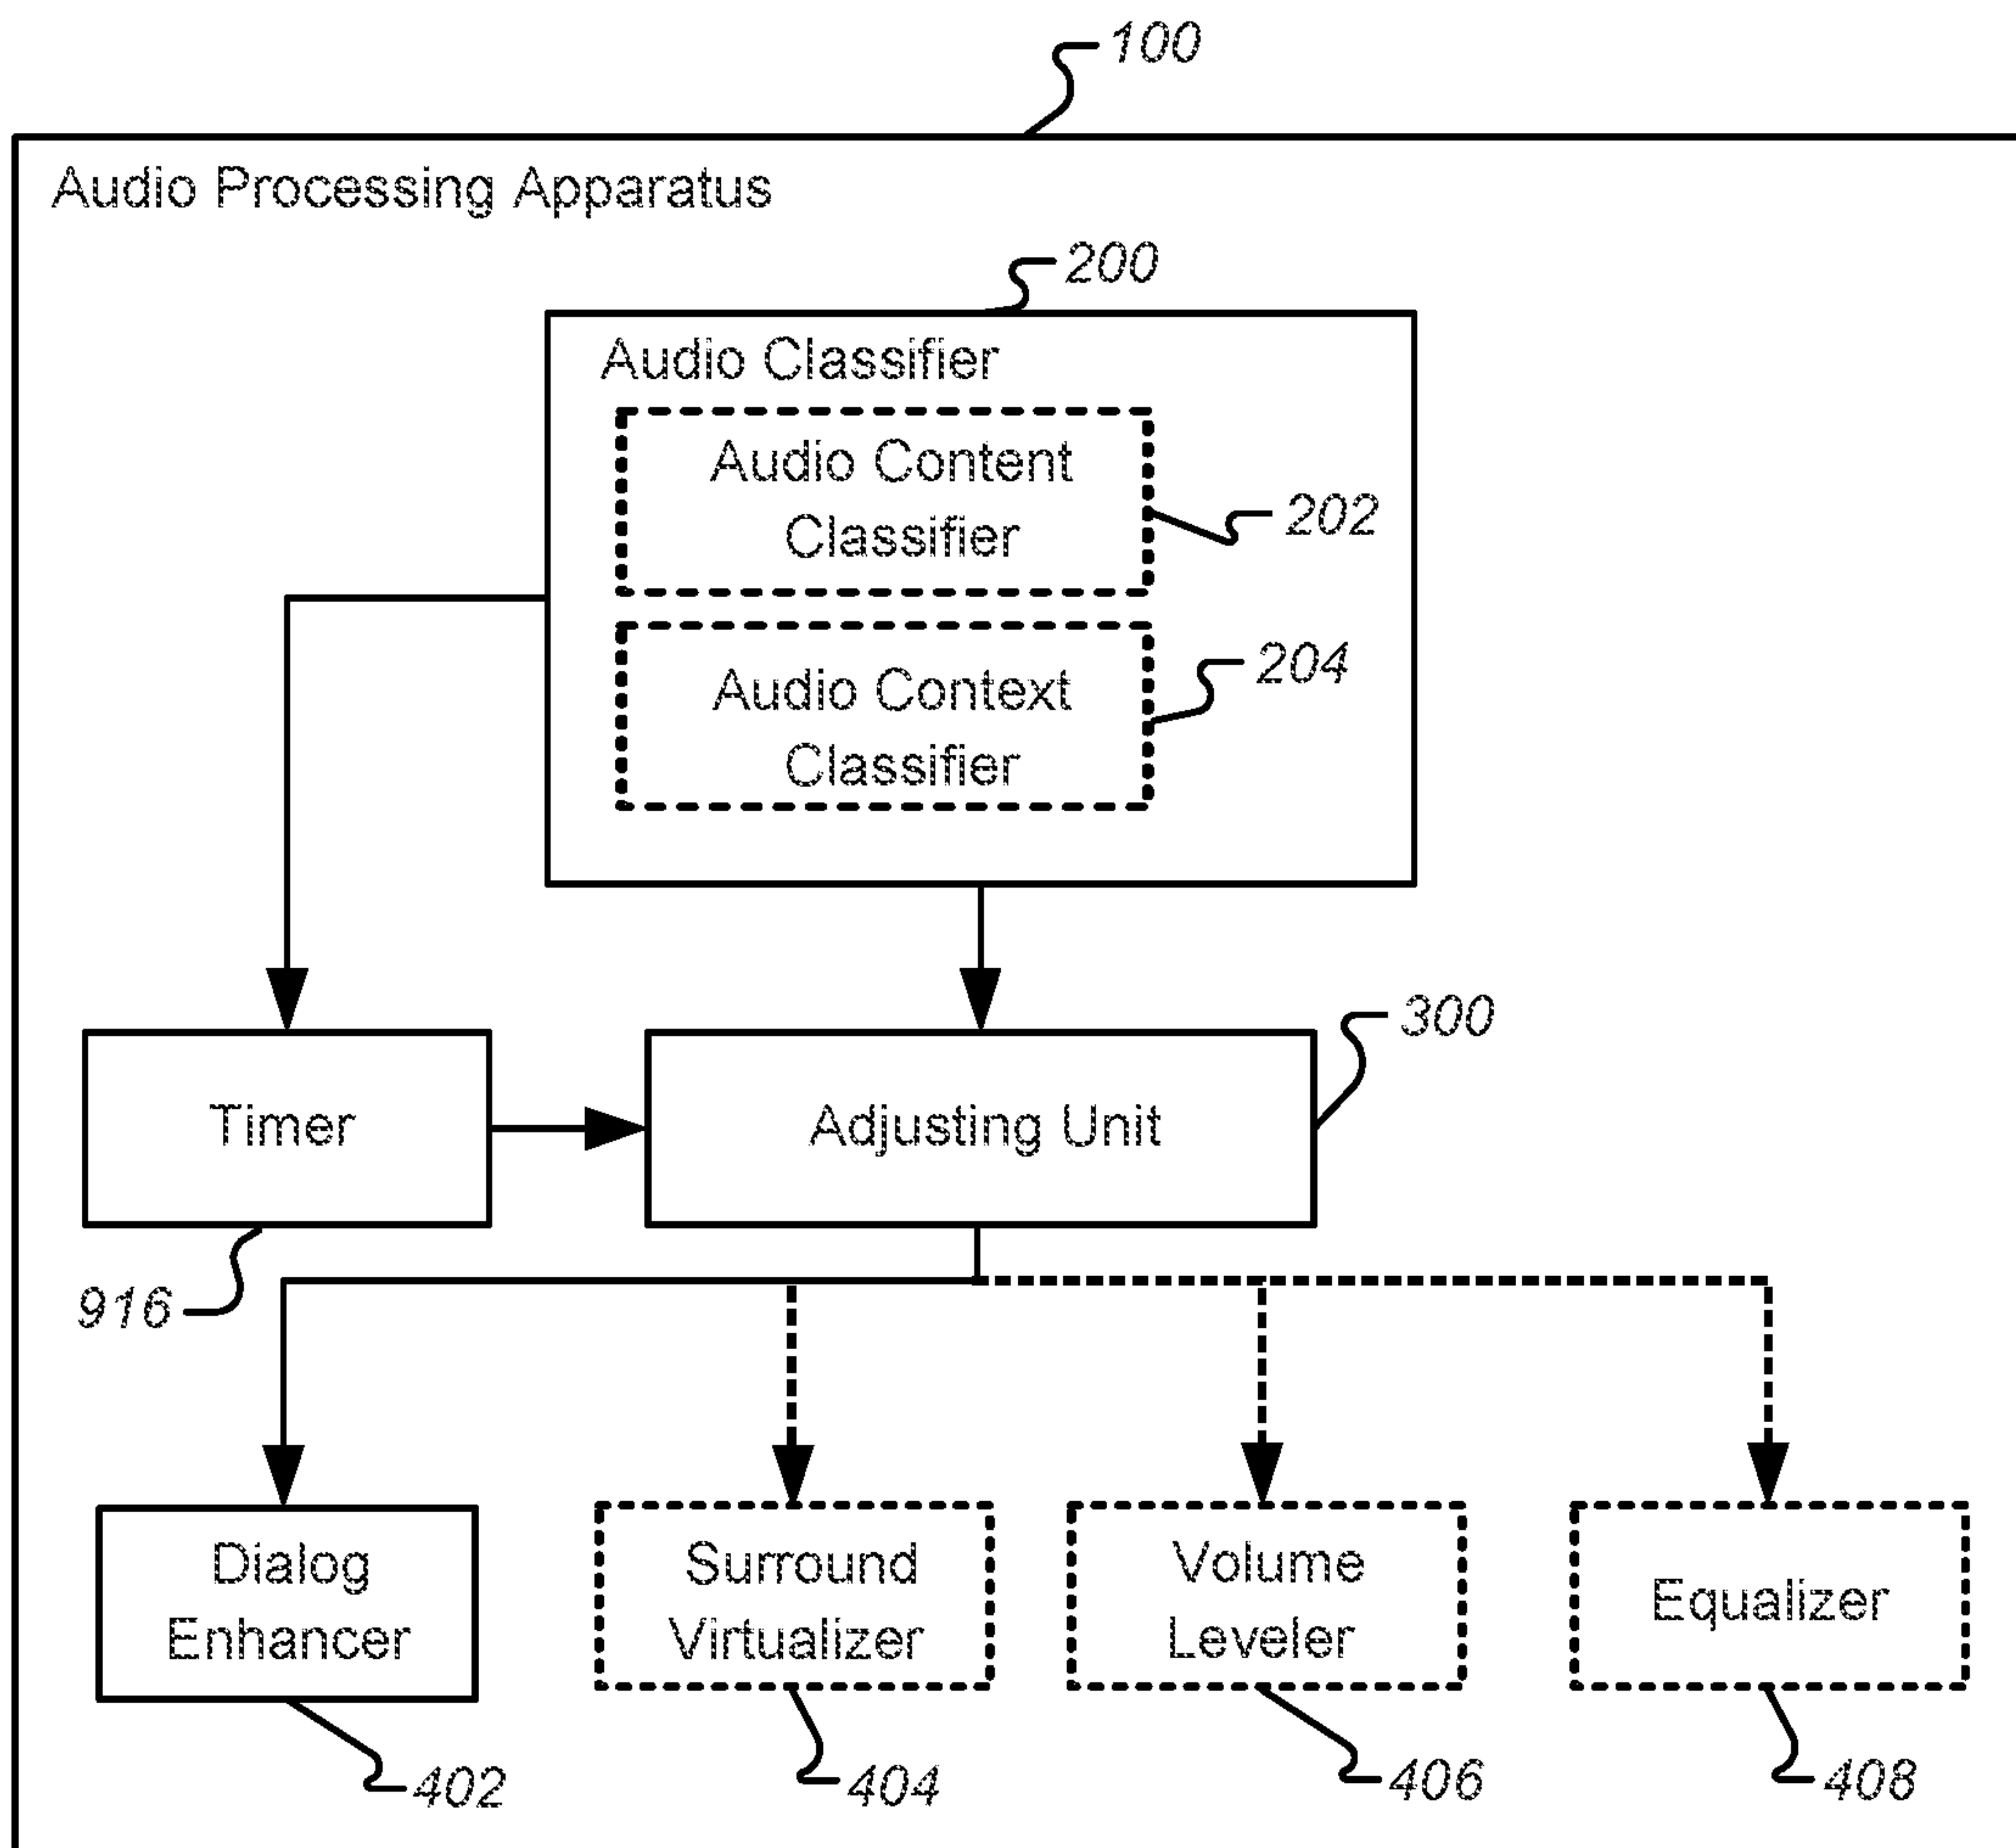 100
Audio Processing Apparatus
200
Audio Classifier
Audio Content
Classifier
202
Audio Context
Classifier
204
300
Timer
Adjusting Unit
916
Dialog
Enhancer
Surround
Virtualizer
Volume
Leveler
Equalizer
402
404
406
408